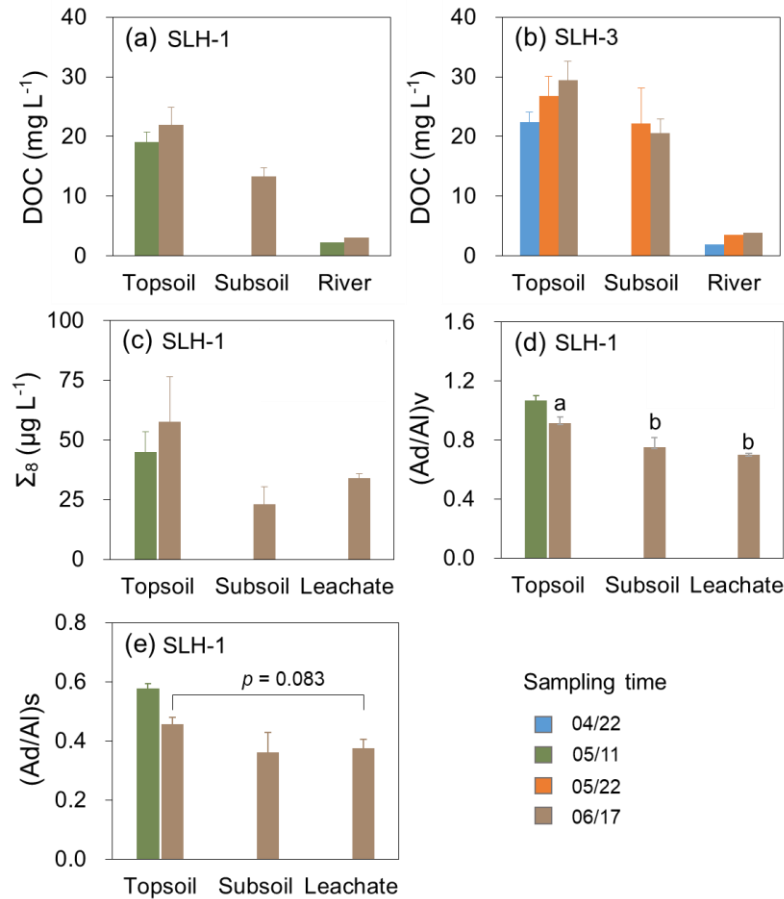 (a) SLH-1
DOC (mg L⁻¹)
40
30
20
10
0
Topsoil Subsoil River
(b) SLH-3
DOC (mg L⁻¹)
40
30
20
10
0
Topsoil Subsoil River
(c) SLH-1
Σ₈ (µg L⁻¹)
100
75
50
25
0
Topsoil Subsoil Leachate
(d) SLH-1
(Ad/Al)v
1.6
1.2
0.8
0.4
0.0
a
b
b
Topsoil Subsoil Leachate
(e) SLH-1
(Ad/Al)s
0.8
0.6
0.4
0.2
0.0
p = 0.083
Topsoil Subsoil Leachate
Sampling time
04/22
05/11
05/22
06/17